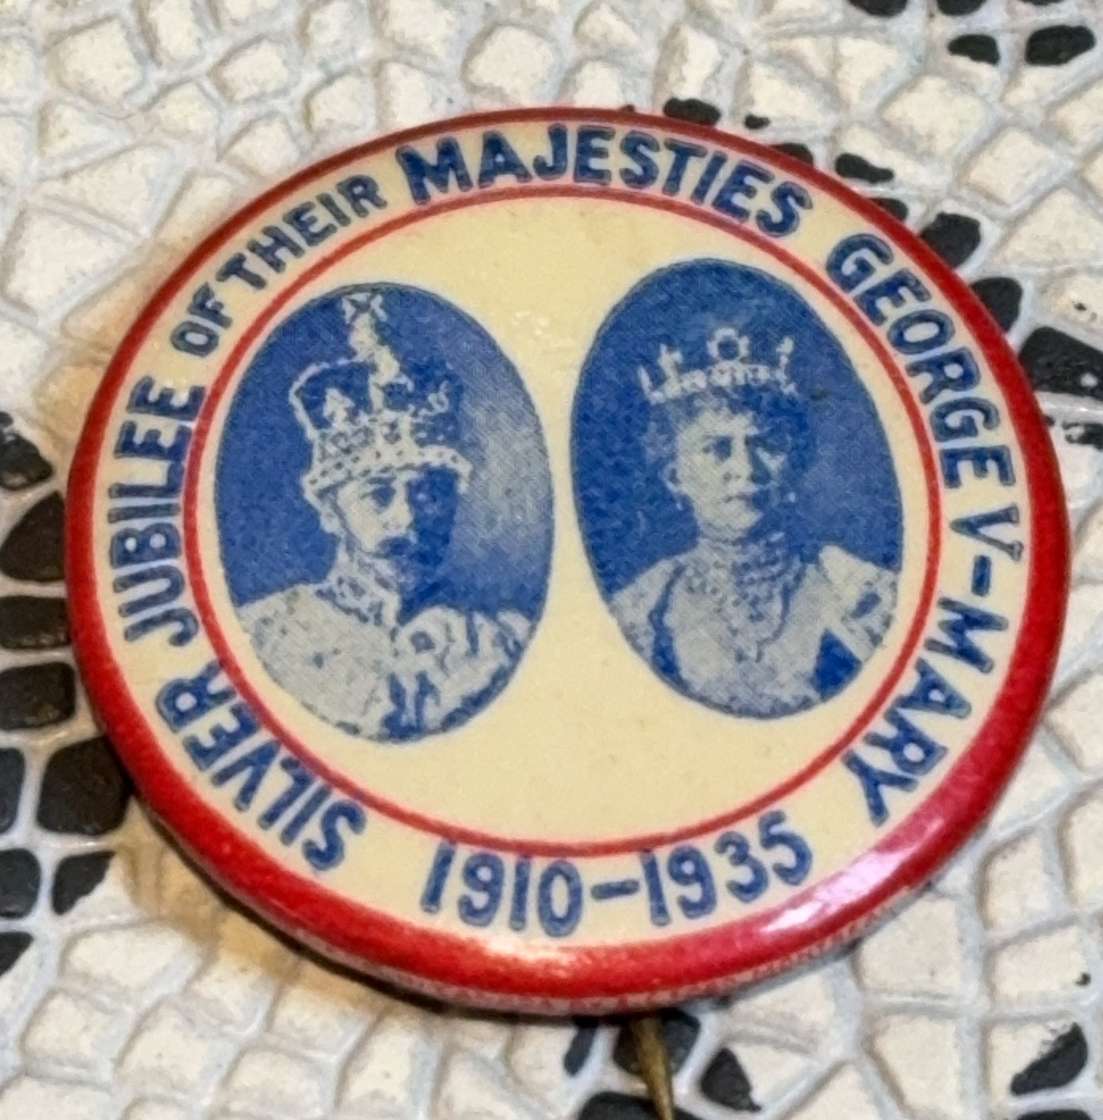 SILVER JUBILEE OF THEIR MAJESTIES GEORGE V-MARY
1910-1935